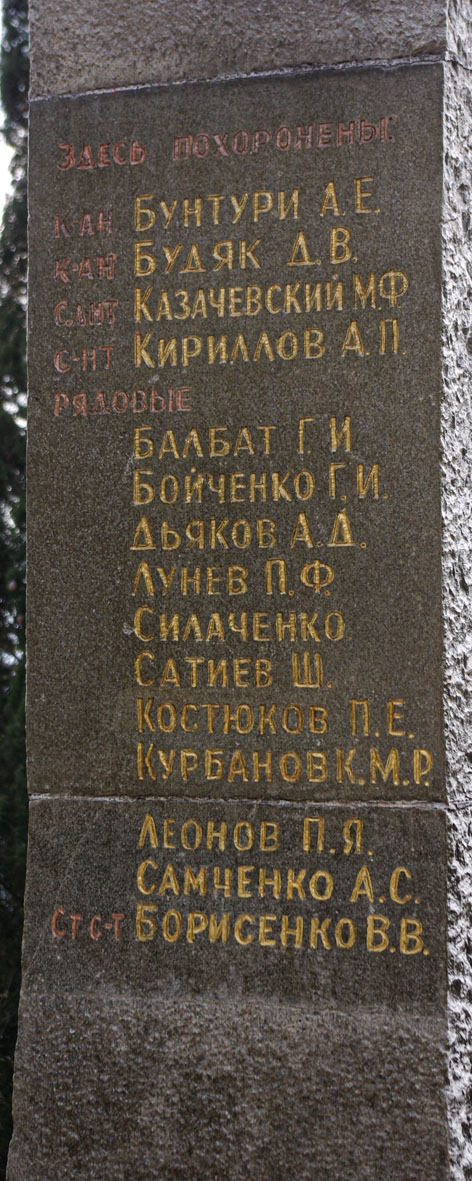 ЗДЕСЬ ПОХОРОНЕНЫ:
К-АН БУНТУРИ А.Е.
К-АН БУДЯК Д.В.
С.ЛНТ КАЗАЧЕВСКИЙ М.Ф
С-НТ КИРИЛЛОВ А.П.
РЯДОВЫЕ
БАЛБАТ Г.И
БОЙЧЕНКО Г.И.
ДЬЯКОВ А.Д.
ЛУНЕВ П.Ф.
СИЛАЧЕНКО
САТИЕВ Ш.
КОСТЮКОВ П.Е.
КУРБАНОВ К.М.Р.
ЛЕОНОВ П.Я.
САМЧЕНКО А.С.
СТ С-Т БОРИСЕНКО В.В.